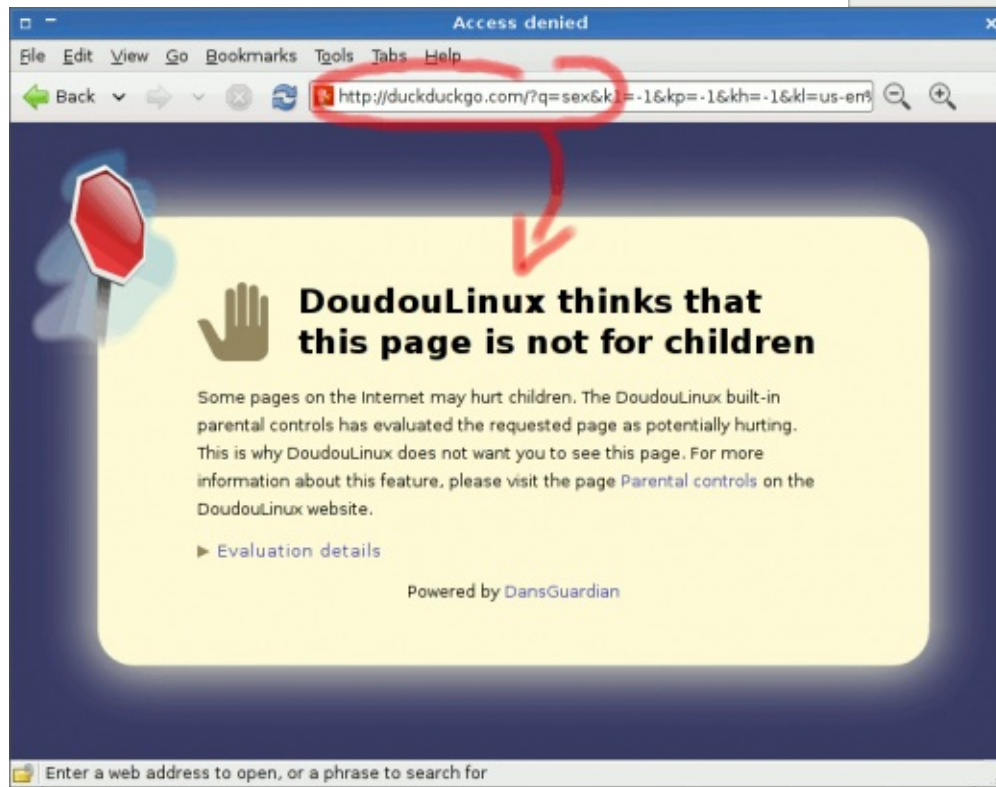 Access denied
File Edit View Go Bookmarks Tools Tabs Help
Back http://duckduckgo.com/?q=sex&k1=-1&kp=-1&kh=-1&kl=us-en%
DoudouLinux thinks that
this page is not for children
Some pages on the Internet may hurt children. The DoudouLinux built-in
parental controls has evaluated the requested page as potentially hurting.
This is why DoudouLinux does not want you to see this page. For more
information about this feature, please visit the page Parental controls on the
DoudouLinux website.
Evaluation details
Powered by DansGuardian
Enter a web address to open, or a phrase to search for